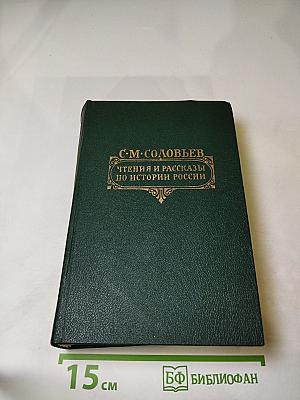 С·М·СОЛОВЬЕВ
ЧТЕНИЯ И РАССКАЗЫ
ПО ИСТОРИИ РОССИИ
15 см
БФ БИБЛИОФАН